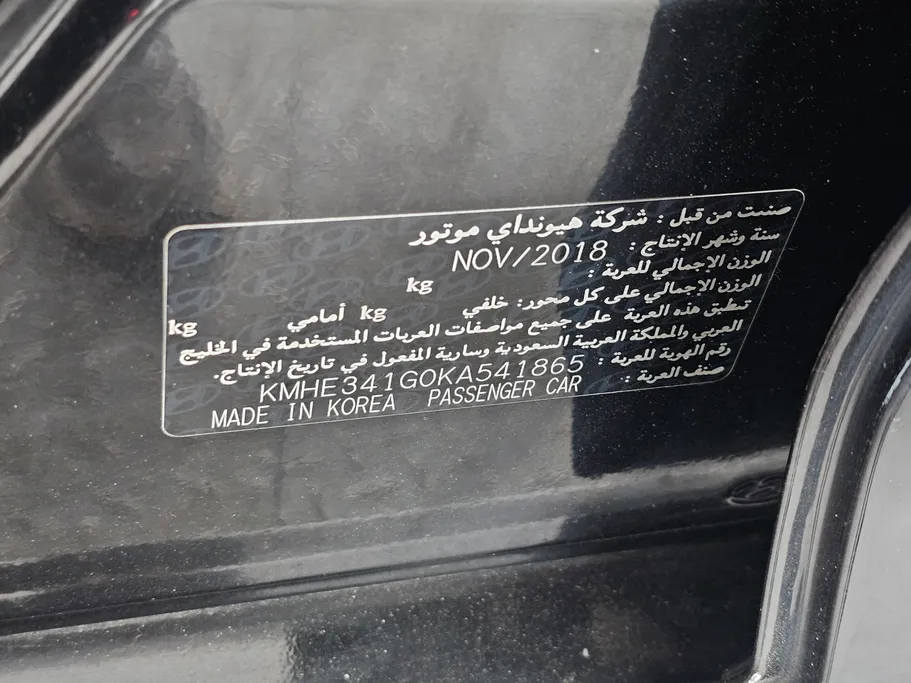 صنعت من قبل : شركة هيونداي موتور
سنة وشهر الإنتاج : NOV/2018
الوزن الإجمالي للعربة : kg
الوزن الإجمالي على كل محور : خلفي kg أمامي kg
تطبق هذه العربة على جميع مواصفات العربات المستخدمة في الخليج
العربي والمملكة العربية السعودية وسارية المفعول في تاريخ الإنتاج.
رقم الهوية للعربة : KMHE341G0KA541865
صنف العربة : MADE IN KOREA PASSENGER CAR